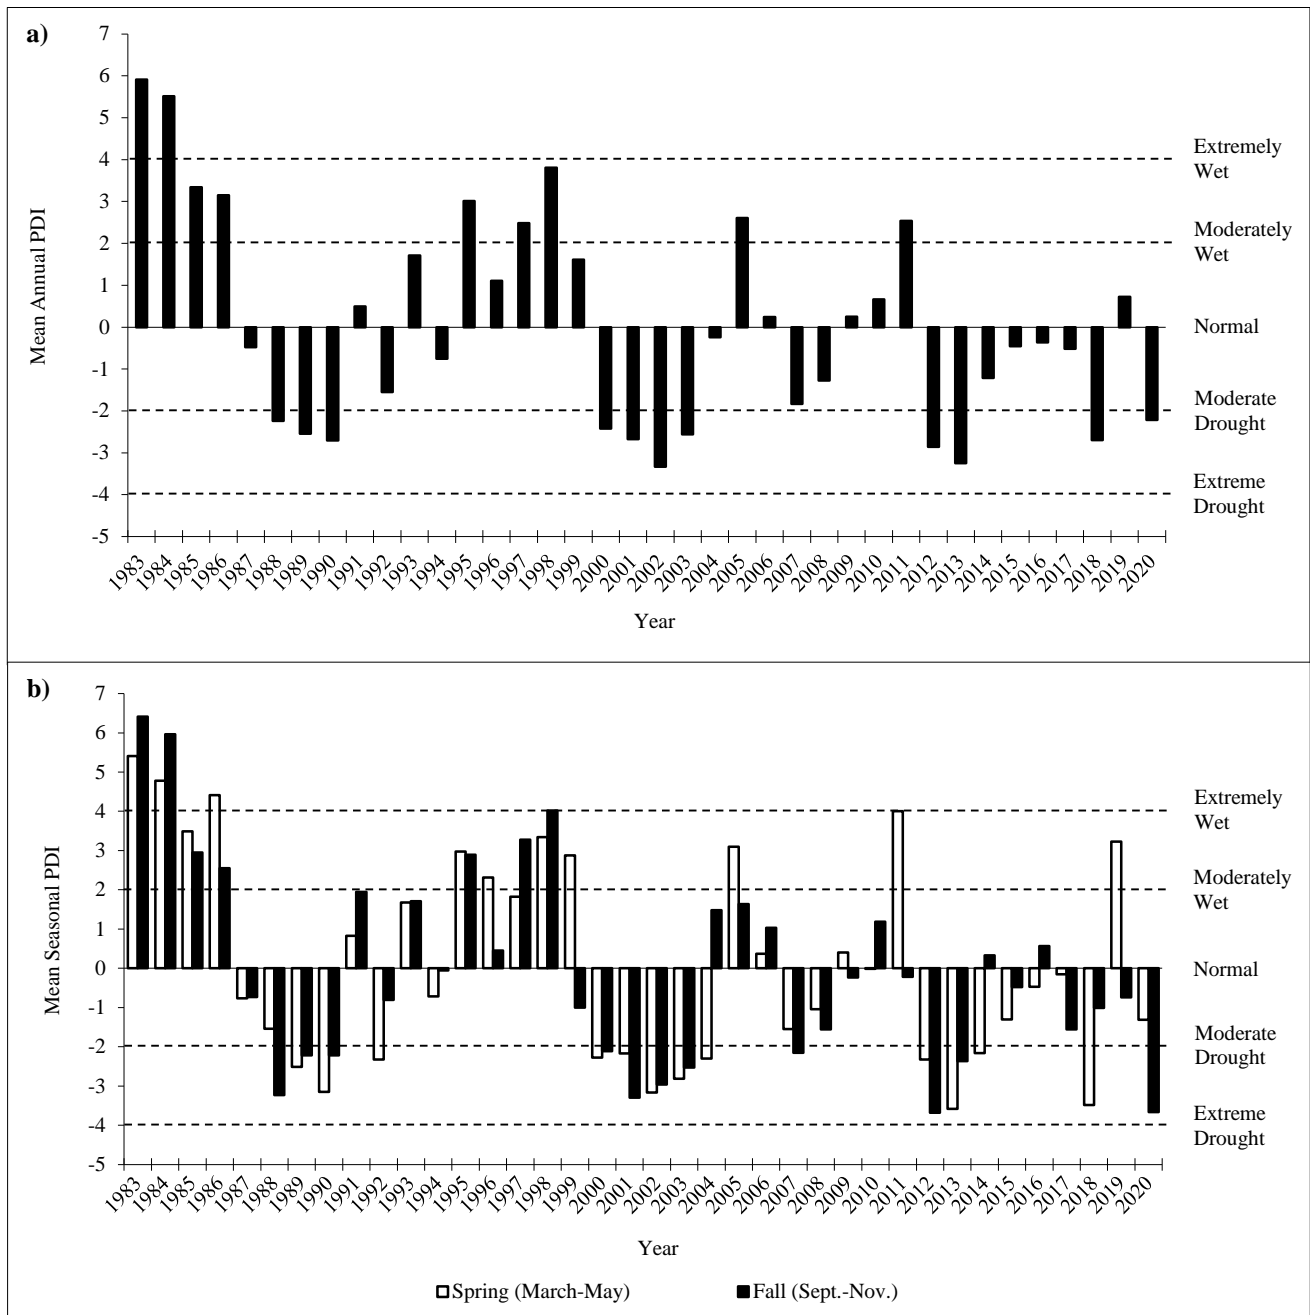 a)
7
6
5
4
3
2
1
0
-1
-2
-3
-4
-5
Mean Annual PDI
Extremely
Wet
Moderately
Wet
Normal
Moderate
Drought
Extreme
Drought
1983 1984 1985 1986 1987 1988 1989 1990 1991 1992 1993 1994 1995 1996 1997 1998 1999 2000 2001 2002 2003 2004 2005 2006 2007 2008 2009 2010 2011 2012 2013 2014 2015 2016 2017 2018 2019 2020
Year
b)
7
6
5
4
3
2
1
0
-1
-2
-3
-4
-5
Mean Seasonal PDI
Extremely
Wet
Moderately
Wet
Normal
Moderate
Drought
Extreme
Drought
1983 1984 1985 1986 1987 1988 1989 1990 1991 1992 1993 1994 1995 1996 1997 1998 1999 2000 2001 2002 2003 2004 2005 2006 2007 2008 2009 2010 2011 2012 2013 2014 2015 2016 2017 2018 2019 2020
Year
Spring (March-May) Fall (Sept.-Nov.)